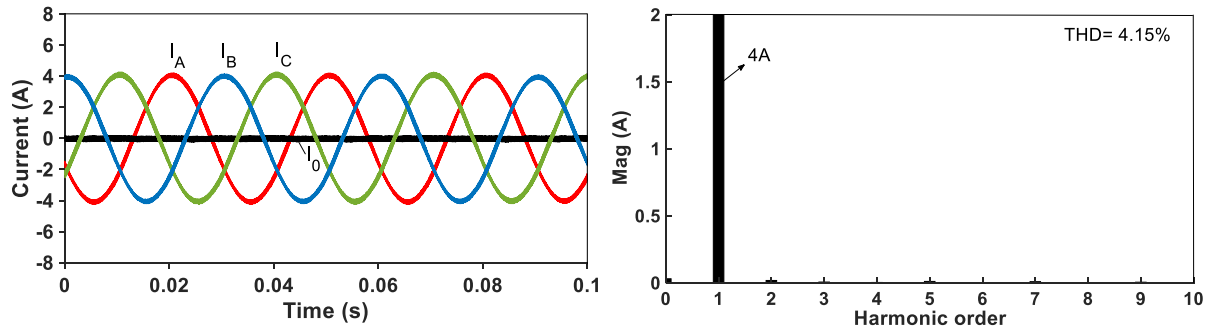 8
6
4
2
0
-2
-4
-6
-8
Current (A)
I_A I_B I_C
I_0
0 0.02 0.04 0.06 0.08 0.1
Time (s)
2
1.5
1
0.5
0
Mag (A)
THD= 4.15%
4A
0 1 2 3 4 5 6 7 8 9 10
Harmonic order